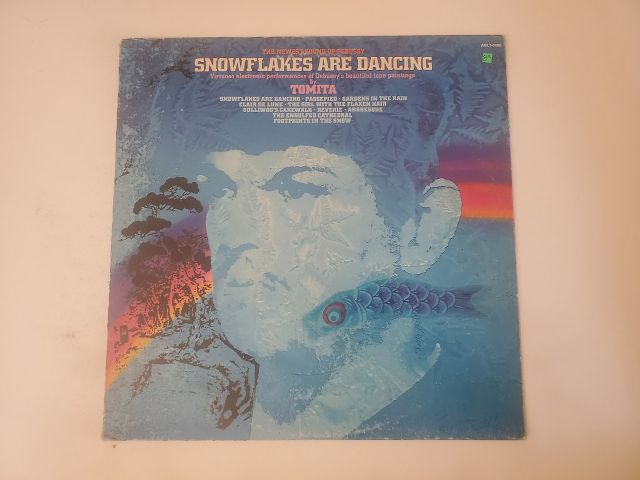 THE NEWEST SOUND OF DEBUSSY
SNOWFLAKES ARE DANCING
Virtuoso electronic performances of Debussy's beautiful tone paintings
by
TOMITA
SNOWFLAKES ARE DANCING • PASSEPIED • GARDENS IN THE RAIN
CLAIR DE LUNE • THE GIRL WITH THE FLAXEN HAIR
GOLLIWOG'S CAKEWALK • REVERIE • ARABESQUE
THE ENGULFED CATHEDRAL
FOOTPRINTS IN THE SNOW